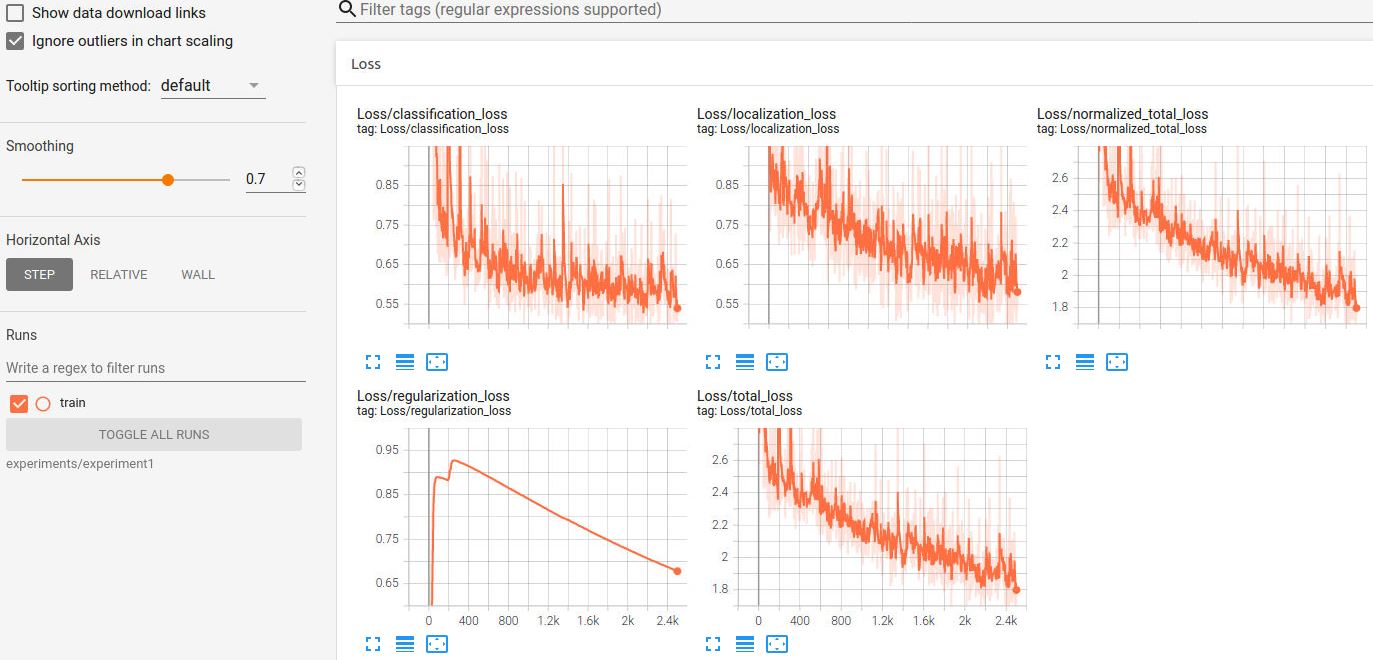 Show data download links
Ignore outliers in chart scaling
Tooltip sorting method: default
Smoothing
0.7
Horizontal Axis
STEP RELATIVE WALL
Runs
Write a regex to filter runs
train
TOGGLE ALL RUNS
experiments/experiment1
Filter tags (regular expressions supported)
Loss
Loss/classification_loss
tag: Loss/classification_loss
0.85
0.75
0.65
0.55
Loss/localization_loss
tag: Loss/localization_loss
0.85
0.75
0.65
0.55
Loss/normalized_total_loss
tag: Loss/normalized_total_loss
2.6
2.4
2.2
2
1.8
Loss/regularization_loss
tag: Loss/regularization_loss
0.95
0.85
0.75
0.65
0 400 800 1.2k 1.6k 2k 2.4k
Loss/total_loss
tag: Loss/total_loss
2.6
2.4
2.2
2
1.8
0 400 800 1.2k 1.6k 2k 2.4k